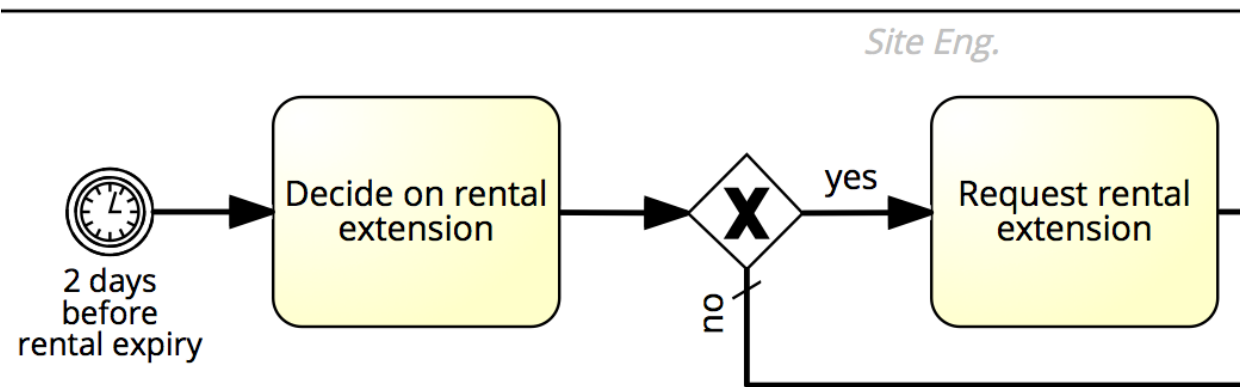 Site Eng.
2 days
before
rental expiry
Decide on rental
extension
yes
no
Request rental
extension